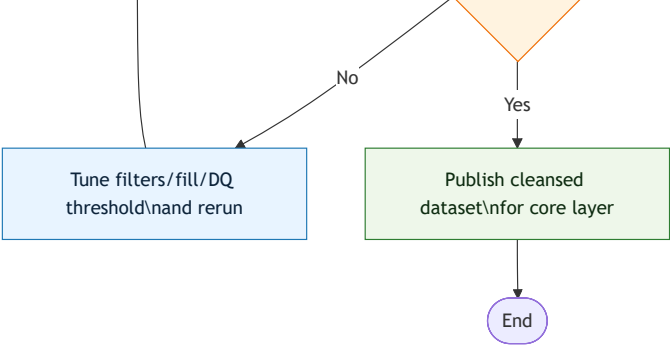 No
Yes
Tune filters/fill/DQ
threshold\nand rerun
Publish cleansed
dataset\nfor core layer
End